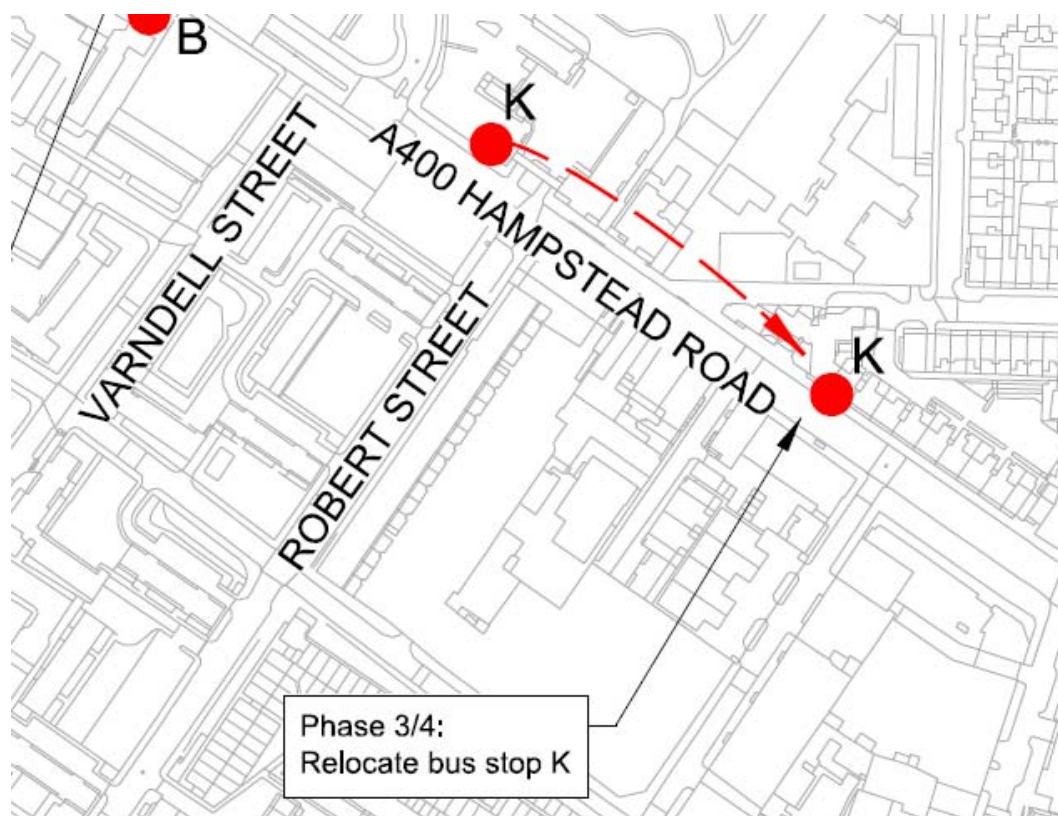 B
K
A400 HAMPSTEAD ROAD
VARNDELL STREET
ROBERT STREET
K
Phase 3/4:
Relocate bus stop K